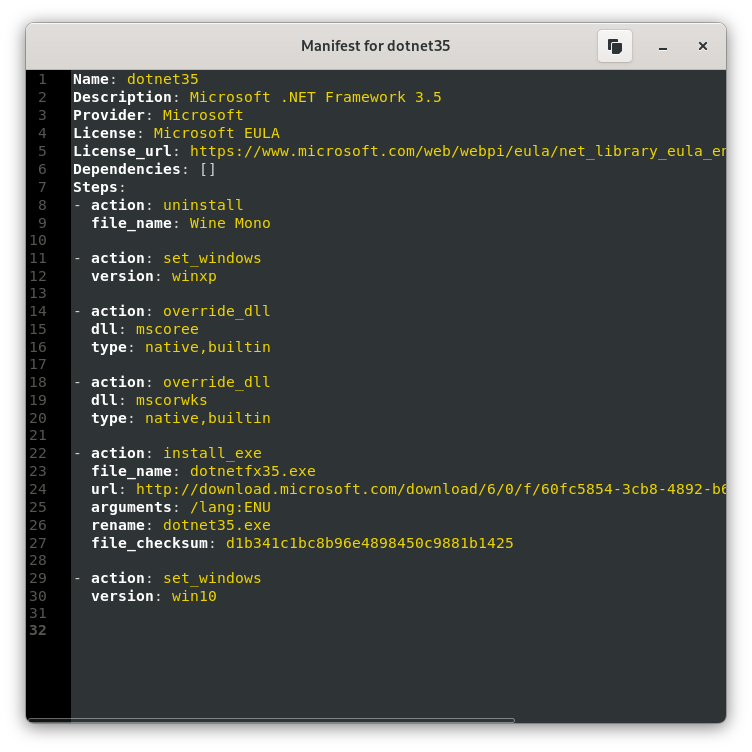 Manifest for dotnet35
1 Name: dotnet35
2 Description: Microsoft .NET Framework 3.5
3 Provider: Microsoft
4 License: Microsoft EULA
5 License_url: https://www.microsoft.com/web/webpi/eula/net_library_eula_en
6 Dependencies: []
7 Steps:
8 - action: uninstall
9 file_name: Wine Mono
10
11 - action: set_windows
12 version: winxp
13
14 - action: override_dll
15 dll: mscoree
16 type: native,builtin
17
18 - action: override_dll
19 dll: mscorwks
20 type: native,builtin
21
22 - action: install_exe
23 file_name: dotnetfx35.exe
24 url: http://download.microsoft.com/download/6/0/f/60fc5854-3cb8-4892-b6
25 arguments: /lang:ENU
26 rename: dotnet35.exe
27 file_checksum: d1b341c1bc8b96e4898450c9881b1425
28
29 - action: set_windows
30 version: win10
31
32